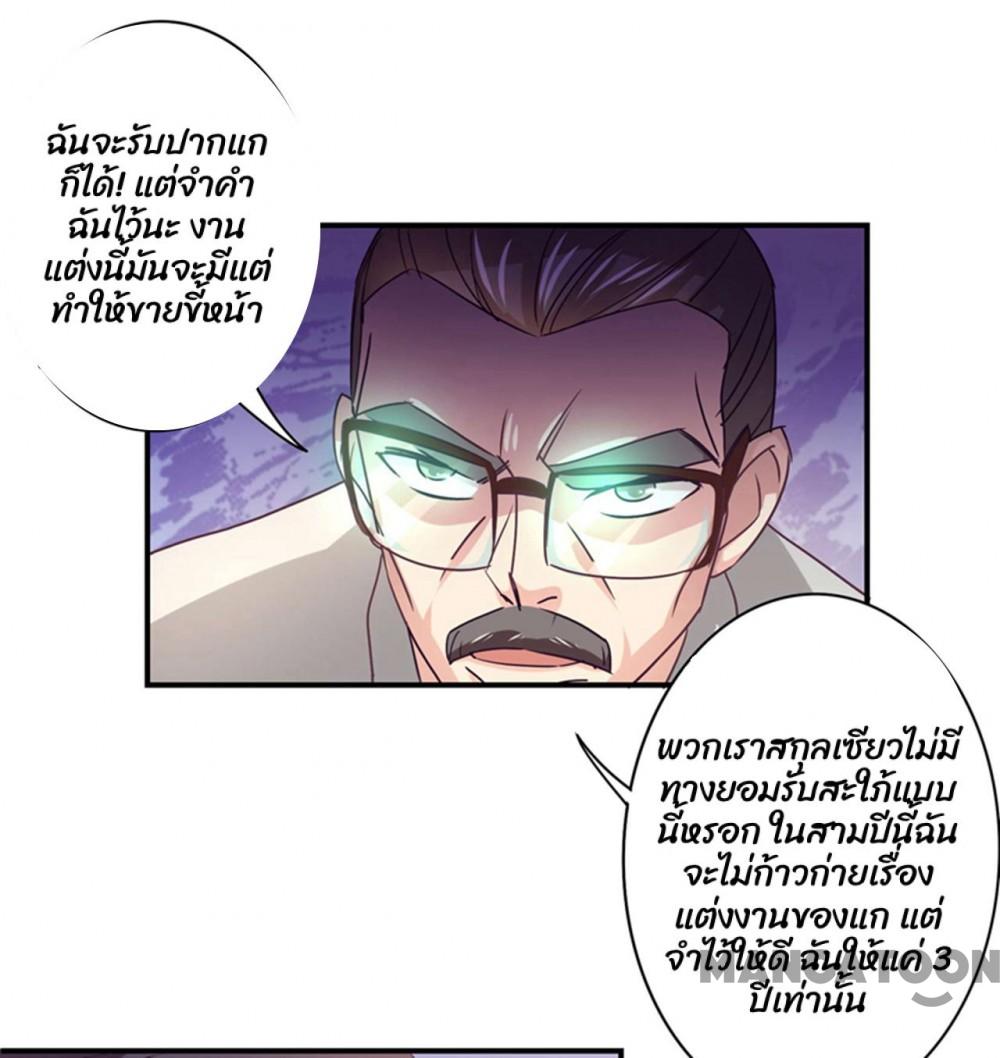 ฉันจะรับปากแก
ก็ได้! แต่จำคำ
ฉันไว้นะ งาน
แต่งนี้มันจะมีแต่
ทำให้ขายขี้หน้า
พวกเราสกุลเซียวไม่มี
ทางยอมรับสะใภ้แบบ
นี้หรอก ในสามปีนี้ฉัน
จะไม่ก้าวก่ายเรื่อง
แต่งงานของแก แต่
จำไว้ให้ดี ฉันให้แค่ 3
ปีเท่านั้น
MANGATOON